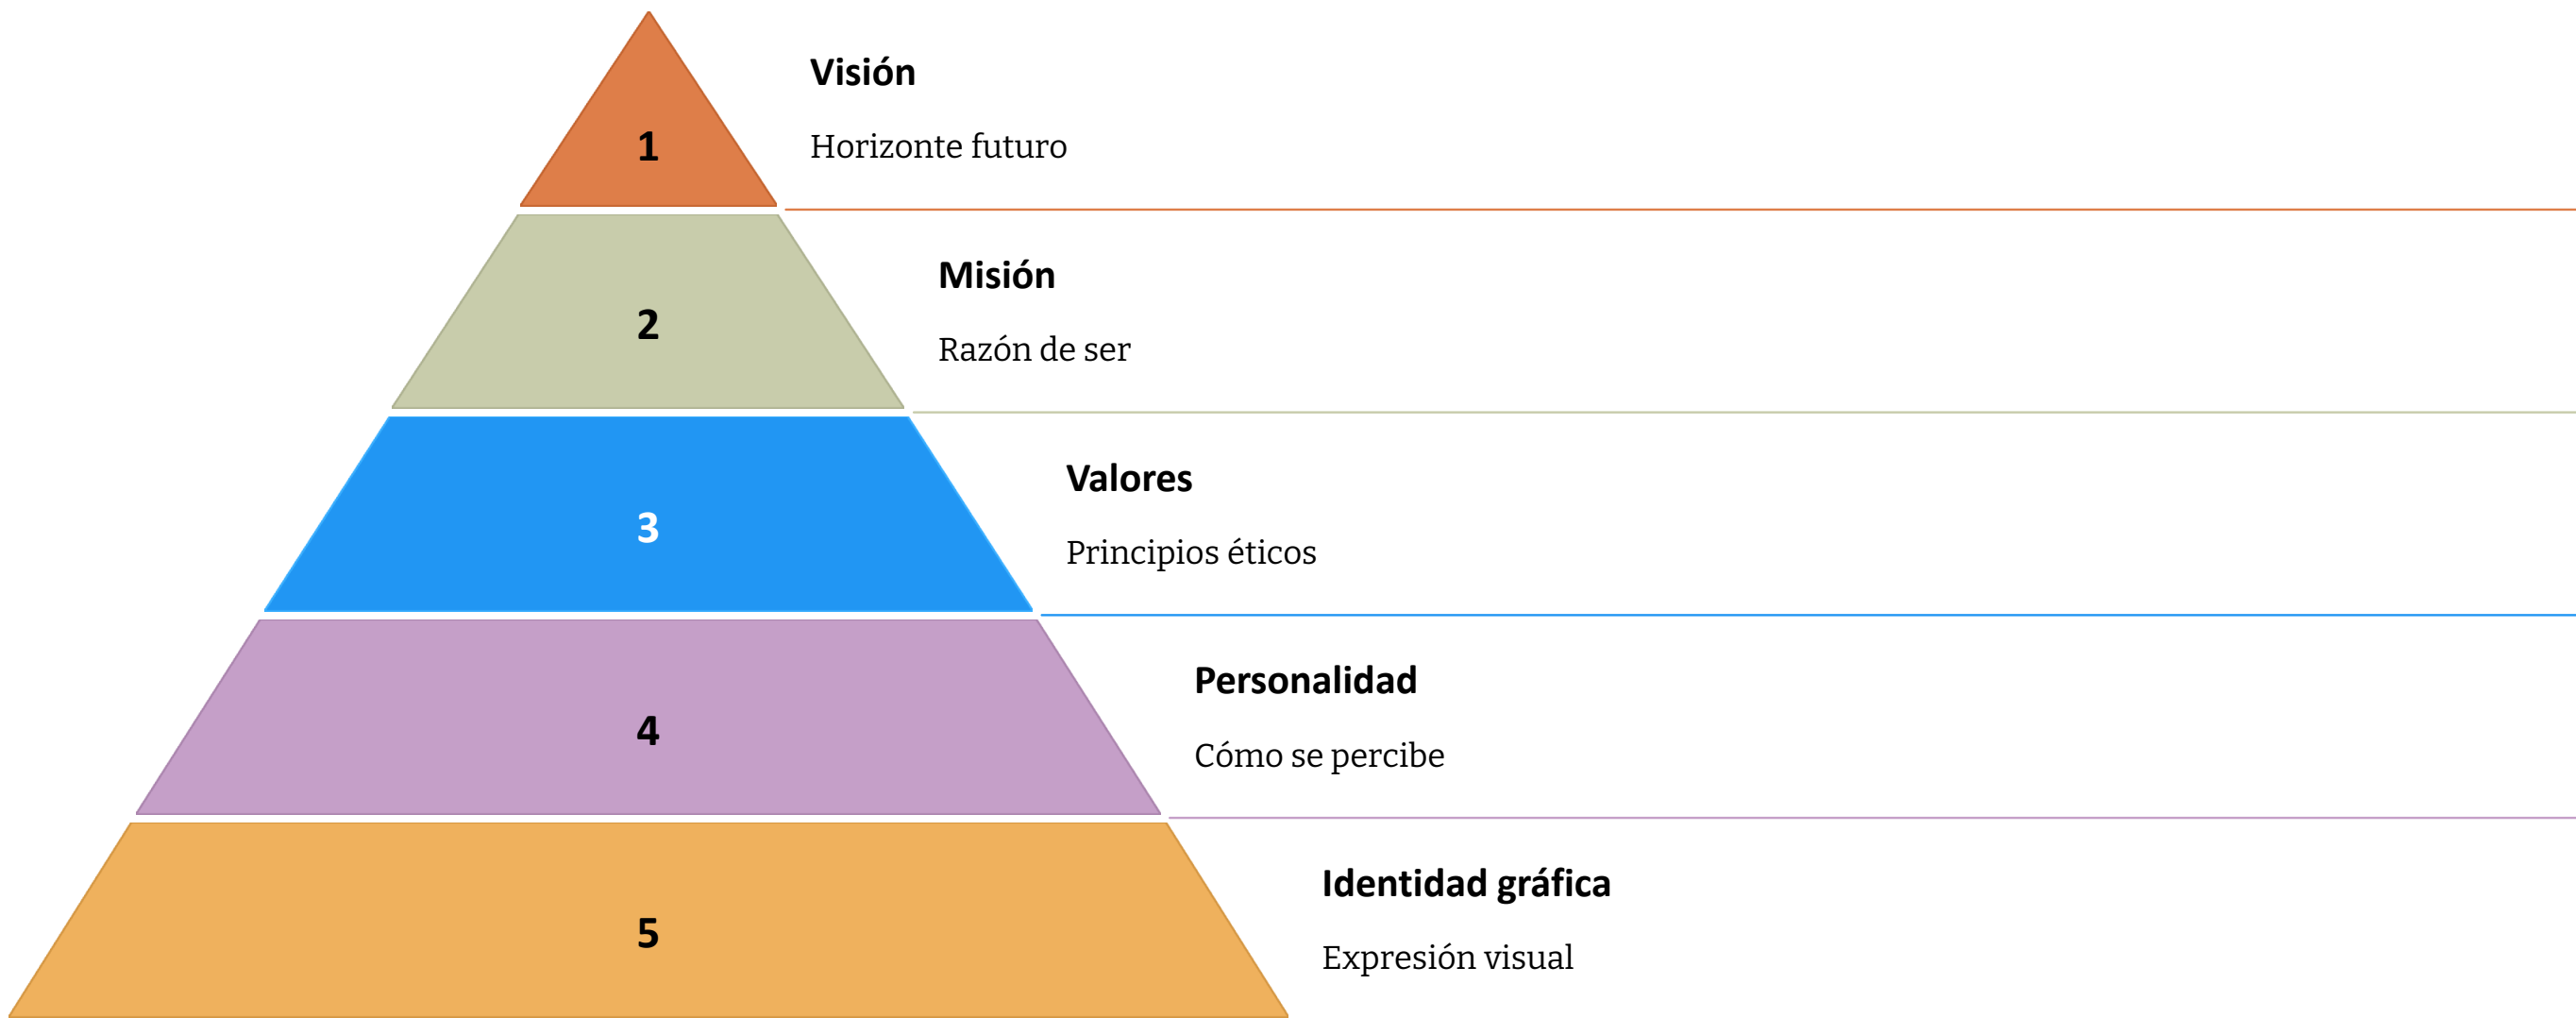 1
Visión
Horizonte futuro
2
Misión
Razón de ser
3
Valores
Principios éticos
4
Personalidad
Cómo se percibe
5
Identidad gráfica
Expresión visual